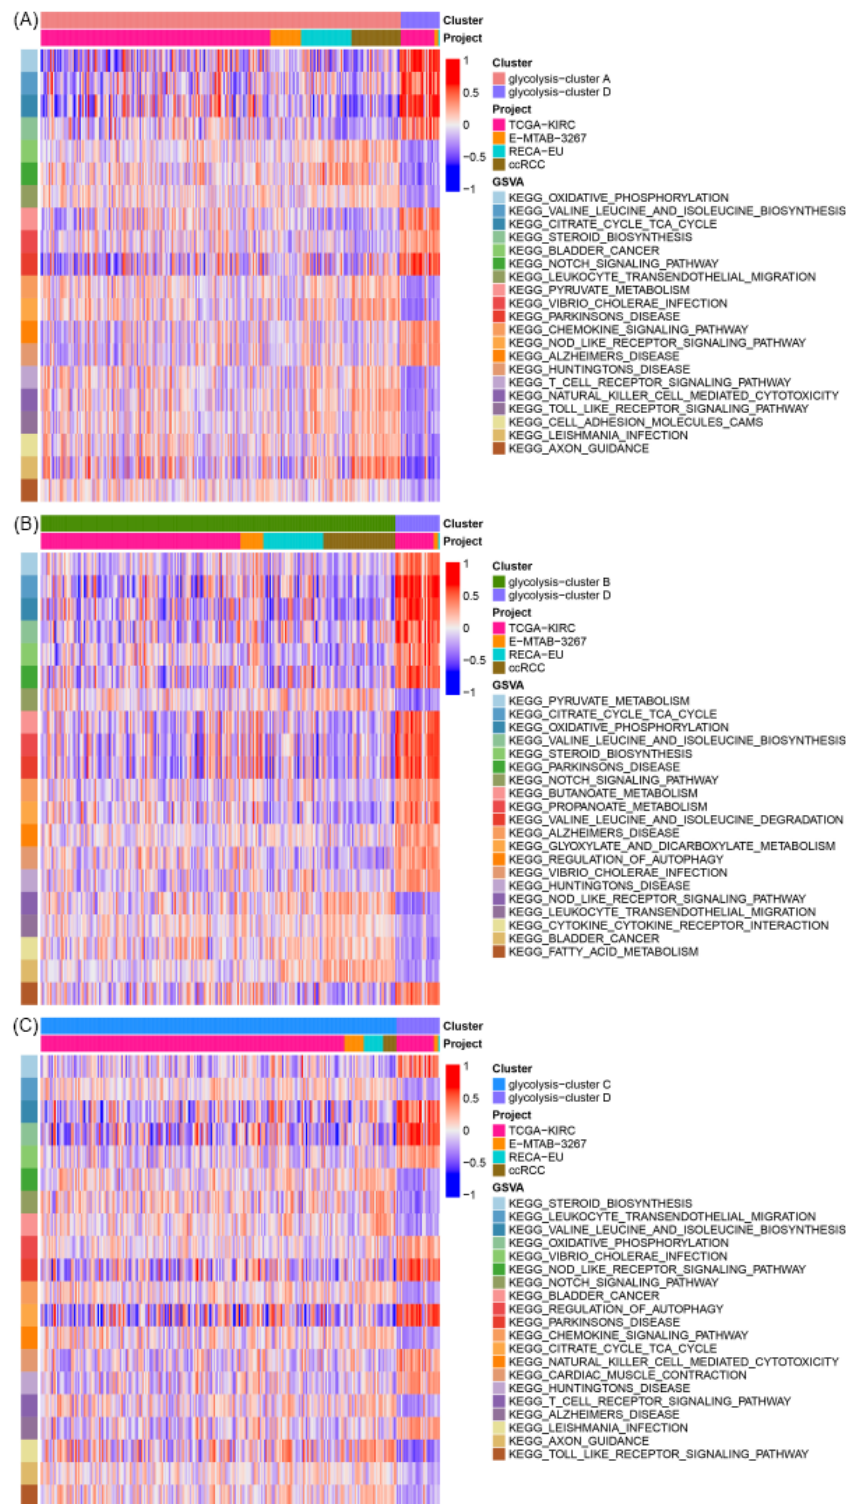 (A)
Cluster
Project
1
0.5
0
−0.5
−1
Cluster
glycolysis−cluster A
glycolysis−cluster D
Project
TCGA−KIRC
E−MTAB−3267
RECA−EU
ccRCC
GSVA
KEGG_OXIDATIVE_PHOSPHORYLATION
KEGG_VALINE_LEUCINE_AND_ISOLEUCINE_BIOSYNTHESIS
KEGG_CITRATE_CYCLE_TCA_CYCLE
KEGG_STEROID_BIOSYNTHESIS
KEGG_BLADDER_CANCER
KEGG_NOTCH_SIGNALING_PATHWAY
KEGG_LEUKOCYTE_TRANSENDOTHELIAL_MIGRATION
KEGG_PYRUVATE_METABOLISM
KEGG_VIBRIO_CHOLERAE_INFECTION
KEGG_PARKINSONS_DISEASE
KEGG_CHEMOKINE_SIGNALING_PATHWAY
KEGG_NOD_LIKE_RECEPTOR_SIGNALING_PATHWAY
KEGG_ALZHEIMERS_DISEASE
KEGG_HUNTINGTONS_DISEASE
KEGG_T_CELL_RECEPTOR_SIGNALING_PATHWAY
KEGG_NATURAL_KILLER_CELL_MEDIATED_CYTOTOXICITY
KEGG_TOLL_LIKE_RECEPTOR_SIGNALING_PATHWAY
KEGG_CELL_ADHESION_MOLECULES_CAMS
KEGG_LEISHMANIA_INFECTION
KEGG_AXON_GUIDANCE
(B)
Cluster
Project
1
0.5
0
−0.5
−1
Cluster
glycolysis−cluster B
glycolysis−cluster D
Project
TCGA−KIRC
E−MTAB−3267
RECA−EU
ccRCC
GSVA
KEGG_PYRUVATE_METABOLISM
KEGG_CITRATE_CYCLE_TCA_CYCLE
KEGG_OXIDATIVE_PHOSPHORYLATION
KEGG_VALINE_LEUCINE_AND_ISOLEUCINE_BIOSYNTHESIS
KEGG_STEROID_BIOSYNTHESIS
KEGG_PARKINSONS_DISEASE
KEGG_NOTCH_SIGNALING_PATHWAY
KEGG_BUTANOATE_METABOLISM
KEGG_PROPANOATE_METABOLISM
KEGG_VALINE_LEUCINE_AND_ISOLEUCINE_DEGRADATION
KEGG_ALZHEIMERS_DISEASE
KEGG_GLYOXYLATE_AND_DICARBOXYLATE_METABOLISM
KEGG_REGULATION_OF_AUTOPHAGY
KEGG_VIBRIO_CHOLERAE_INFECTION
KEGG_HUNTINGTONS_DISEASE
KEGG_NOD_LIKE_RECEPTOR_SIGNALING_PATHWAY
KEGG_LEUKOCYTE_TRANSENDOTHELIAL_MIGRATION
KEGG_CYTOKINE_CYTOKINE_RECEPTOR_INTERACTION
KEGG_BLADDER_CANCER
KEGG_FATTY_ACID_METABOLISM
(C)
Cluster
Project
1
0.5
0
−0.5
−1
Cluster
glycolysis−cluster C
glycolysis−cluster D
Project
TCGA−KIRC
E−MTAB−3267
RECA−EU
ccRCC
GSVA
KEGG_STEROID_BIOSYNTHESIS
KEGG_LEUKOCYTE_TRANSENDOTHELIAL_MIGRATION
KEGG_VALINE_LEUCINE_AND_ISOLEUCINE_BIOSYNTHESIS
KEGG_OXIDATIVE_PHOSPHORYLATION
KEGG_VIBRIO_CHOLERAE_INFECTION
KEGG_NOD_LIKE_RECEPTOR_SIGNALING_PATHWAY
KEGG_NOTCH_SIGNALING_PATHWAY
KEGG_BLADDER_CANCER
KEGG_REGULATION_OF_AUTOPHAGY
KEGG_PARKINSONS_DISEASE
KEGG_CHEMOKINE_SIGNALING_PATHWAY
KEGG_CITRATE_CYCLE_TCA_CYCLE
KEGG_NATURAL_KILLER_CELL_MEDIATED_CYTOTOXICITY
KEGG_CARDIAC_MUSCLE_CONTRACTION
KEGG_HUNTINGTONS_DISEASE
KEGG_T_CELL_RECEPTOR_SIGNALING_PATHWAY
KEGG_ALZHEIMERS_DISEASE
KEGG_LEISHMANIA_INFECTION
KEGG_AXON_GUIDANCE
KEGG_TOLL_LIKE_RECEPTOR_SIGNALING_PATHWAY